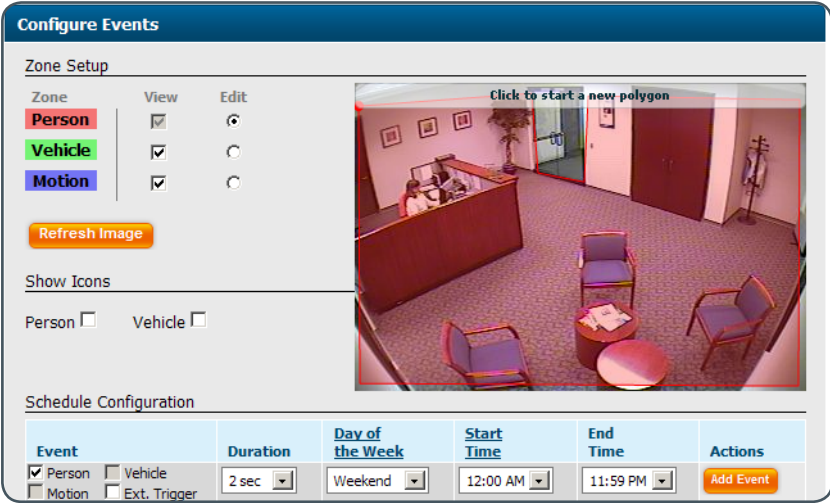 Configure Events
Zone Setup
Zone View Edit
Person
Vehicle
Motion
Click to start a new polygon
Refresh Image
Show Icons
Person Vehicle
Schedule Configuration
Event Duration Day of the Week Start Time End Time Actions
Person Vehicle
Motion Ext. Trigger
2 sec Weekend 12:00 AM 11:59 PM Add Event